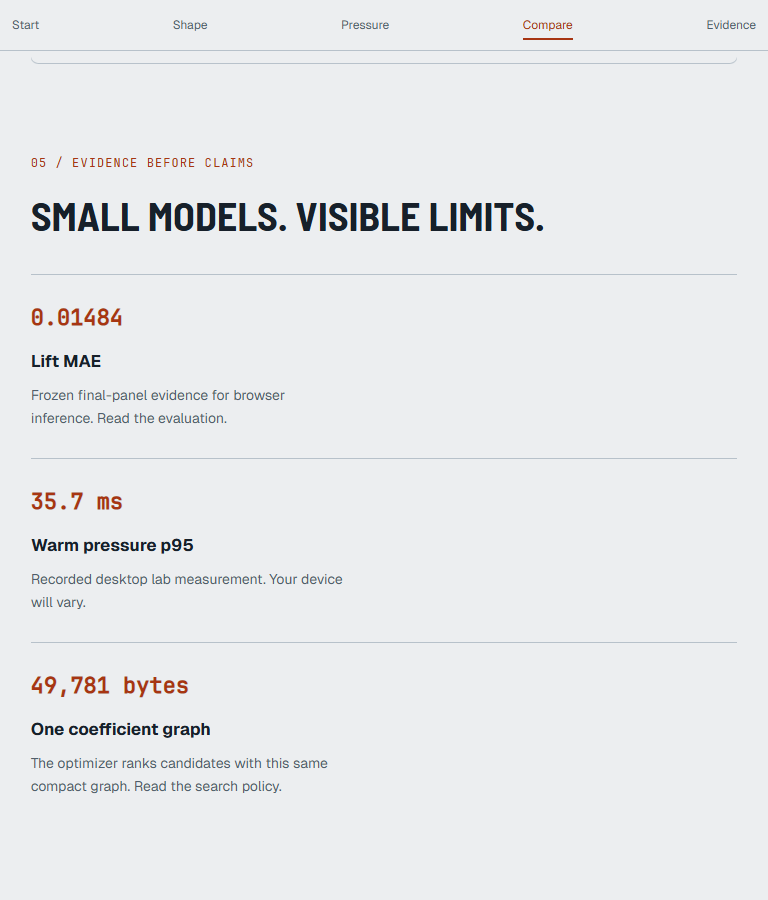 Start Shape Pressure Compare Evidence
05 / EVIDENCE BEFORE CLAIMS
SMALL MODELS. VISIBLE LIMITS.
0.01484
Lift MAE
Frozen final-panel evidence for browser
inference. Read the evaluation.
35.7 ms
Warm pressure p95
Recorded desktop lab measurement. Your device
will vary.
49,781 bytes
One coefficient graph
The optimizer ranks candidates with this same
compact graph. Read the search policy.